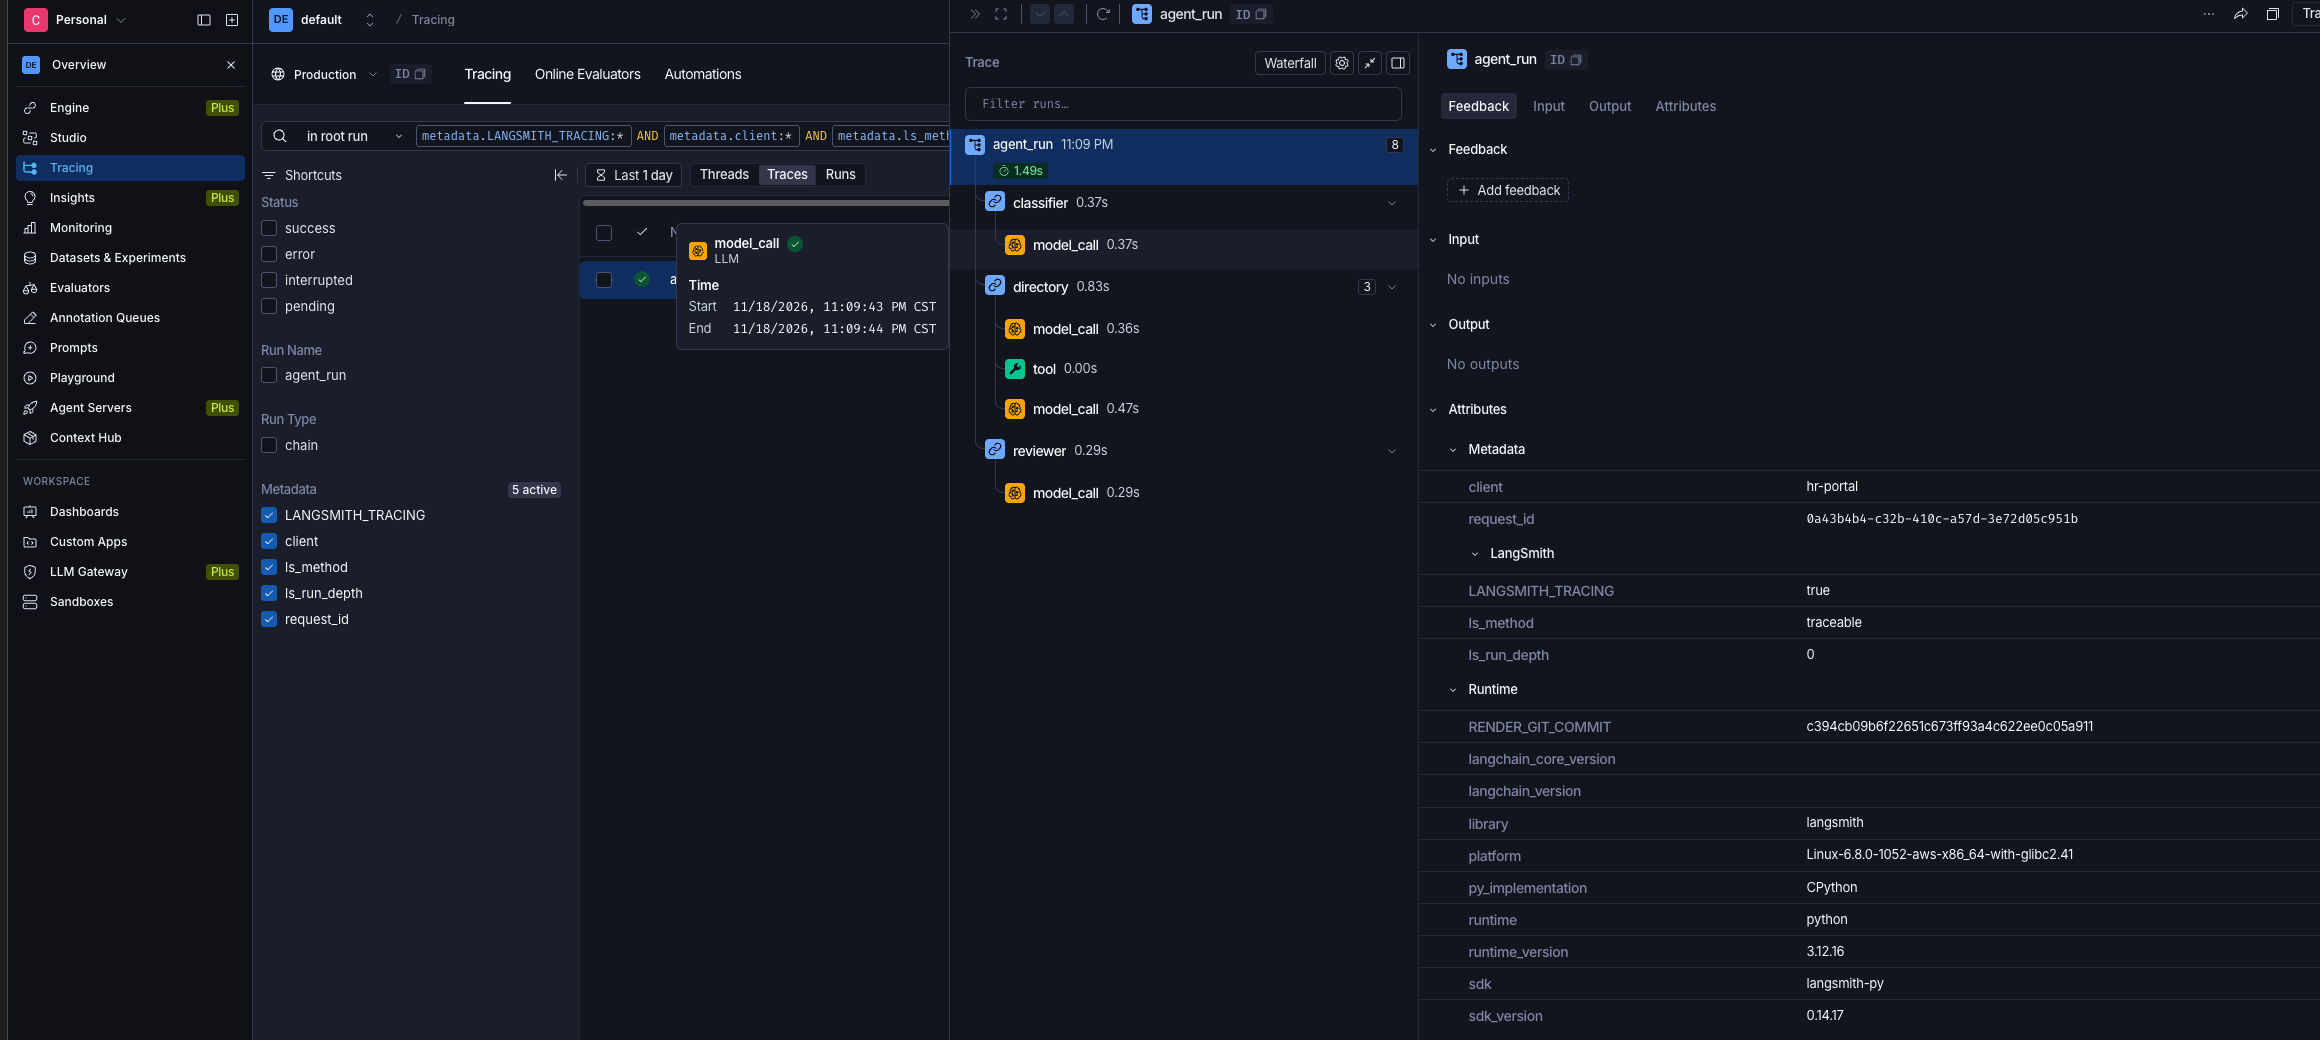 C Personal
DE Overview
Engine Plus
Studio
Tracing
Insights Plus
Monitoring
Datasets & Experiments
Evaluators
Annotation Queues
Prompts
Playground
Agent Servers Plus
Context Hub
WORKSPACE
Dashboards
Custom Apps
LLM Gateway Plus
Sandboxes
DE default / Tracing
Production ID Tracing Online Evaluators Automations
in root run metadata.LANGSMITH_TRACING:* AND metadata.client:* AND metadata.ls_meth
Shortcuts
Status
success
error
interrupted
pending
Run Name
agent_run
Run Type
chain
Metadata 5 active
LANGSMITH_TRACING
client
ls_method
ls_run_depth
request_id
Last 1 day Threads Traces Runs
N
a
model_call
LLM
Time
Start 11/18/2026, 11:09:43 PM CST
End 11/18/2026, 11:09:44 PM CST
agent_run ID
Tra
Trace Waterfall
Filter runs…
agent_run 11:09 PM 8
1.49s
classifier 0.37s
model_call 0.37s
directory 0.83s 3
model_call 0.36s
tool 0.00s
model_call 0.47s
reviewer 0.29s
model_call 0.29s
agent_run ID
Feedback Input Output Attributes
Feedback
+ Add feedback
Input
No inputs
Output
No outputs
Attributes
Metadata
client hr-portal
request_id 0a43b4b4-c32b-410c-a57d-3e72d05c951b
LangSmith
LANGSMITH_TRACING true
ls_method traceable
ls_run_depth 0
Runtime
RENDER_GIT_COMMIT c394cb09b6f22651c673ff93a4c622ee0c05a911
langchain_core_version
langchain_version
library langsmith
platform Linux-6.8.0-1052-aws-x86_64-with-glibc2.41
py_implementation CPython
runtime python
runtime_version 3.12.16
sdk langsmith-py
sdk_version 0.14.17